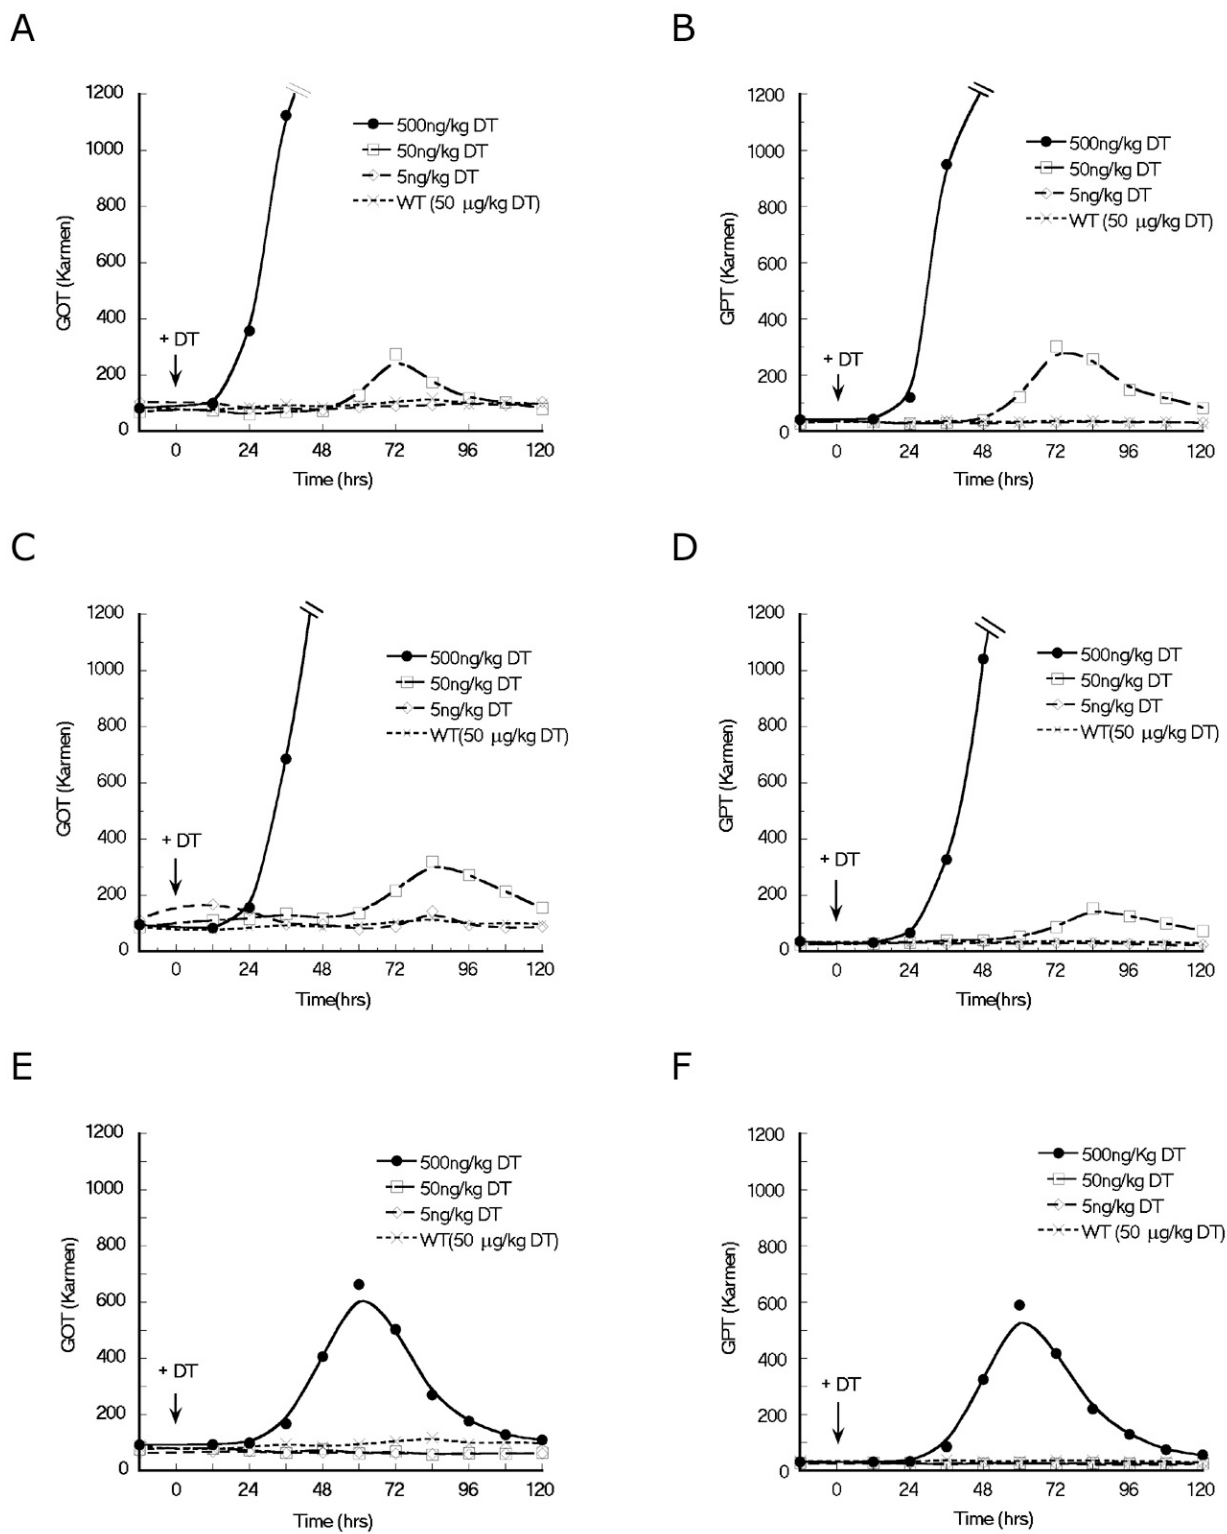 A
1200
1000
800
600
400
200
0
GOT (Karmen)
+ DT
500ng/kg DT
50ng/kg DT
5ng/kg DT
WT (50 μg/kg DT)
0 24 48 72 96 120
Time (hrs)
B
1200
1000
800
600
400
200
0
GPT (Karmen)
+ DT
500ng/kg DT
50ng/kg DT
5ng/kg DT
WT (50 μg/kg DT)
0 24 48 72 96 120
Time (hrs)
C
1200
1000
800
600
400
200
0
GOT (Karmen)
+ DT
500ng/kg DT
50ng/kg DT
5ng/kg DT
WT(50 μg/kg DT)
0 24 48 72 96 120
Time(hrs)
D
1200
1000
800
600
400
200
0
GPT (Karmen)
+ DT
500ng/kg DT
50ng/kg DT
5ng/kg DT
WT(50 μg/kg DT)
0 24 48 72 96 120
Time(hrs)
E
1200
1000
800
600
400
200
0
GOT (Karmen)
+ DT
500ng/kg DT
50ng/kg DT
5ng/kg DT
WT(50 μg/kg DT)
0 24 48 72 96 120
Time (hrs)
F
1200
1000
800
600
400
200
0
GPT (Karmen)
+ DT
500ng/Kg DT
50ng/kg DT
5ng/kg DT
WT (50 μg/kg DT)
0 24 48 72 96 120
Time (hrs)